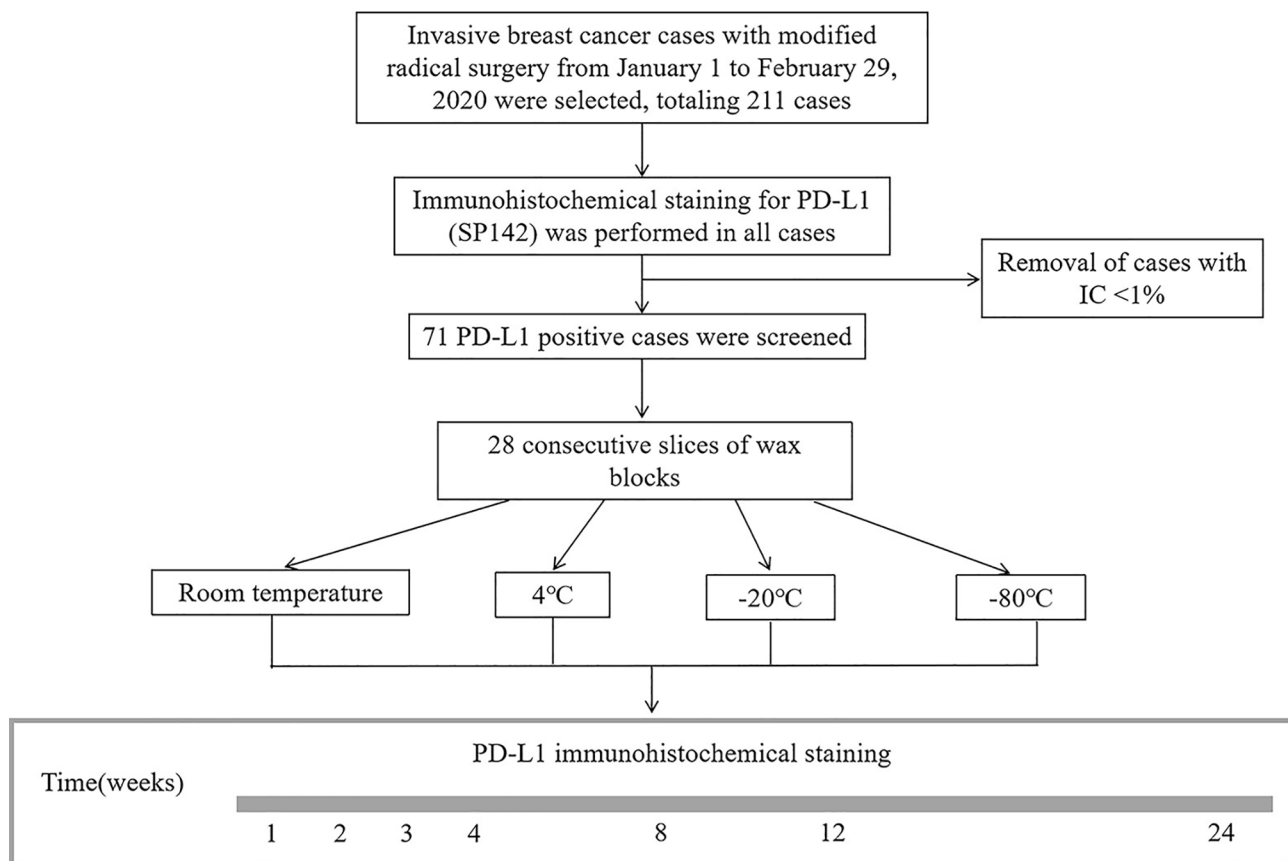 Invasive breast cancer cases with modified
radical surgery from January 1 to February 29,
2020 were selected, totaling 211 cases
Immunohistochemical staining for PD-L1
(SP142) was performed in all cases
Removal of cases with
IC <1%
71 PD-L1 positive cases were screened
28 consecutive slices of wax
blocks
Room temperature
4°C
-20°C
-80°C
PD-L1 immunohistochemical staining
Time(weeks)
1 2 3 4 8 12 24